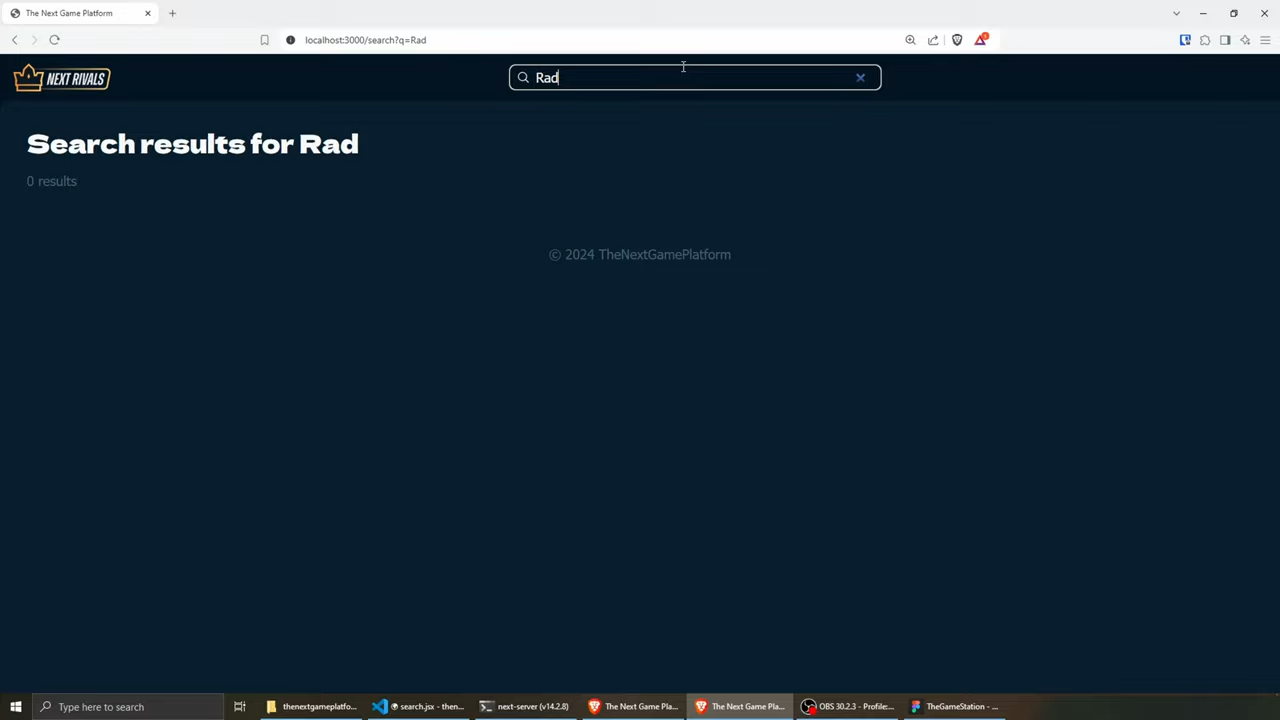 The Next Game Platform
localhost:3000/search?q=Rad
NEXT RIVALS
Rad
Search results for Rad
0 results
© 2024 TheNextGamePlatform
Type here to search
thenextgameplatfo...
search.jsx - then...
next-server (v14.2.8)
The Next Game Pla...
The Next Game Pla...
OBS 30.2.3 - Profile:...
TheGameStation - ...